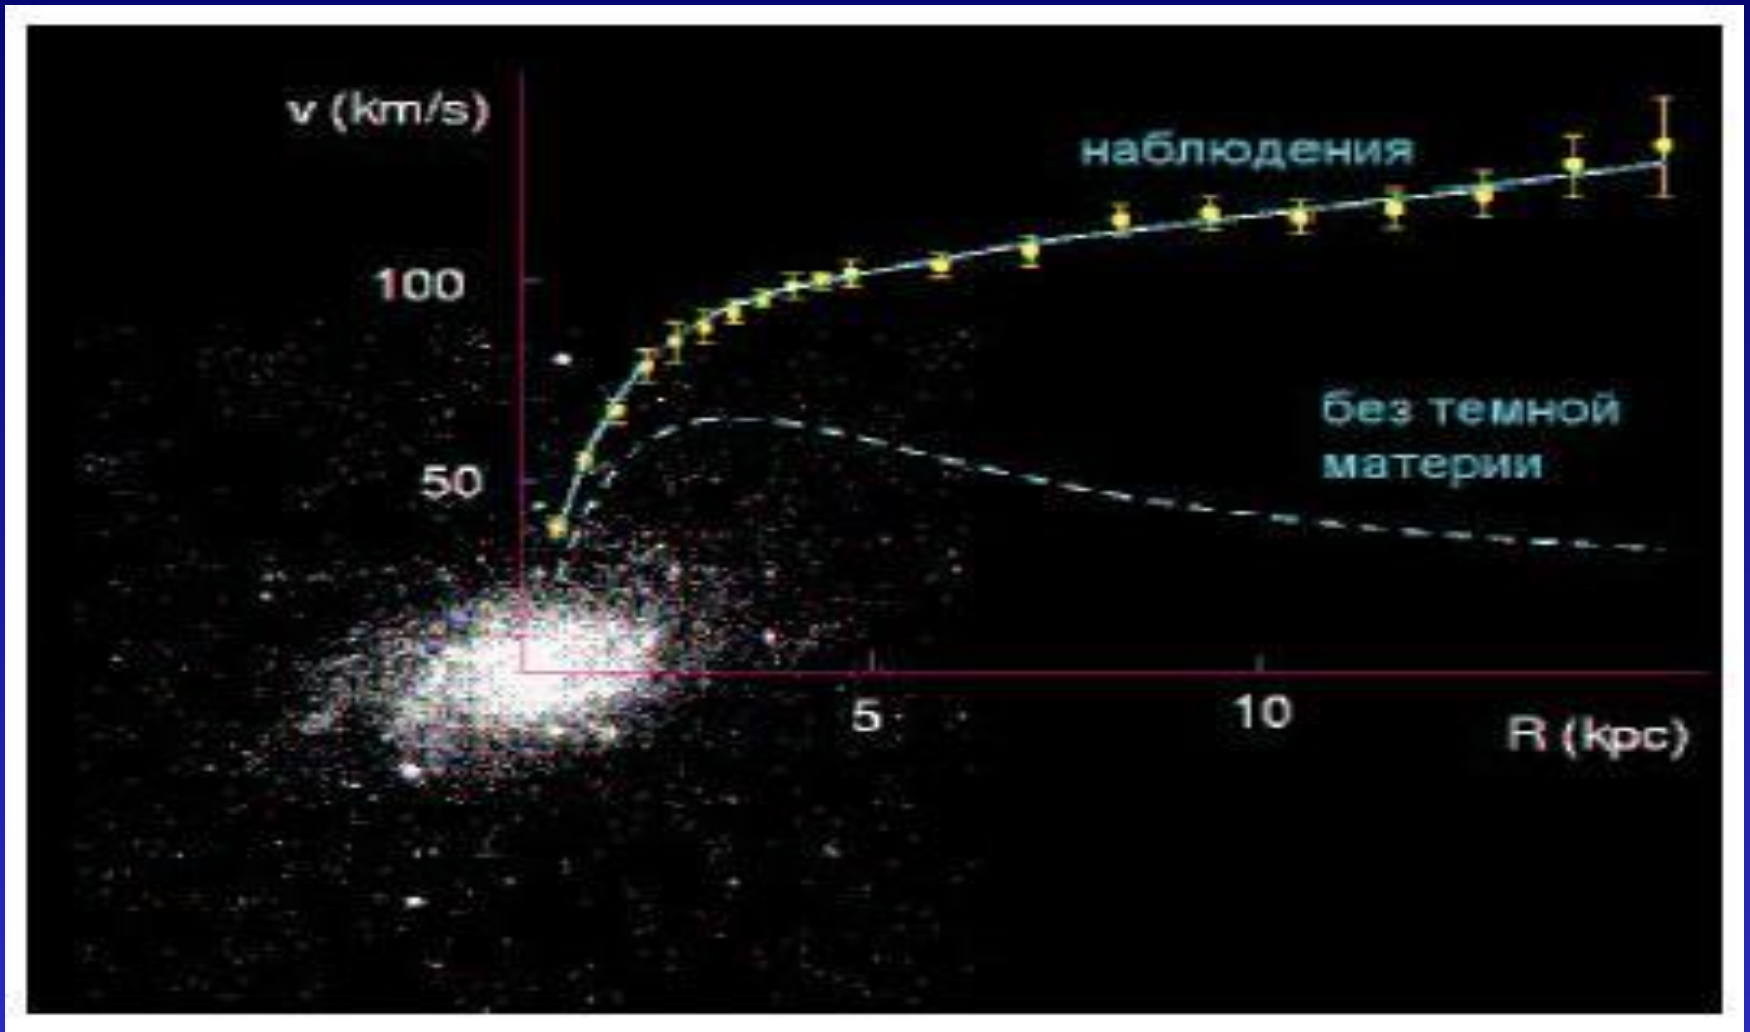 v (km/s)
наблюдения
100
без темной
материи
50
5
10
R (kpc)